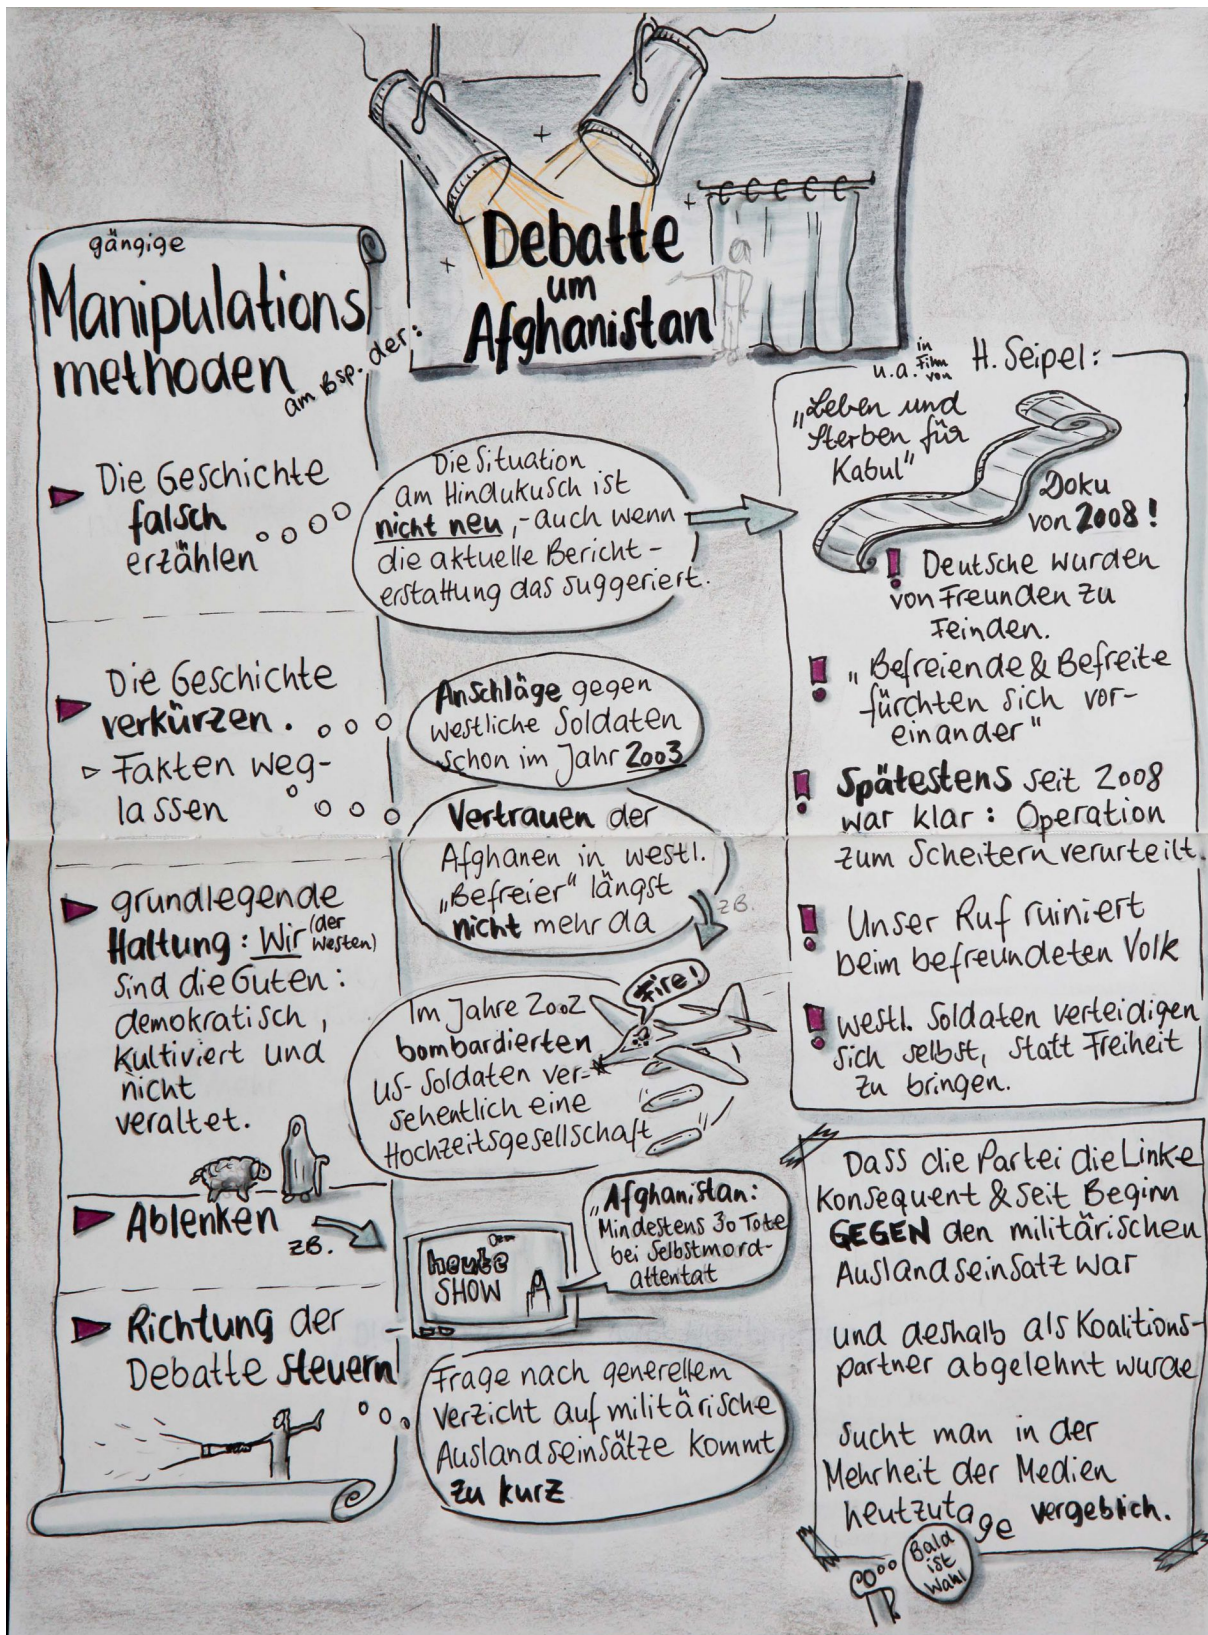 Debatte
um
Afghanistan
gängige
Manipulations
methoden
am Bsp. der:
Die Geschichte
falsch
erzählen
Die Situation
am Hindukusch ist
nicht neu,-auch wenn
die aktuelle Bericht-
erstattung das suggeriert.
Die Geschichte
verkürzen.
Fakten weg-
lassen
Anschläge gegen
westliche Soldaten
schon im Jahr 2003
Vertrauen der
Afghanen in westl.
„Befreier" längst
nicht mehr da
zB.
grundlegende
Haltung: Wir (der
Westen)
sind die Guten:
demokratisch,
kultiviert und
nicht
veraltet.
Im Jahre 2002
bombardierten
US-Soldaten ver-
sehentlich eine
Hochzeitsgesellschaft
Fire!
Ablenken
zB.
heute
SHOW
„Afghanistan:
Mindestens 30 Tote
bei Selbstmord-
attentat
Richtung der
Debatte steuern
Frage nach generellem
Verzicht auf militärische
Auslandseinsätze kommt
zu kurz
u.a. in
Film
von H. Seipel:
„Leben und
Sterben für
Kabul"
Doku
von 2008!
! Deutsche wurden
von Freunden zu
Feinden.
! „Befreiende & Befreite
fürchten sich vor-
einander"
! Spätestens seit 2008
war klar: Operation
zum Scheitern verurteilt.
! Unser Ruf ruiniert
beim befreundeten Volk
! westl. Soldaten verteidigen
sich selbst, statt Freiheit
zu bringen.
Dass die Partei die Linke
konsequent & seit Beginn
GEGEN den militärischen
Auslandseinsatz war
und deshalb als Koalitions-
partner abgelehnt wurde
sucht man in der
Mehrheit der Medien
heutzutage vergeblich.
Bald
ist
Wahl